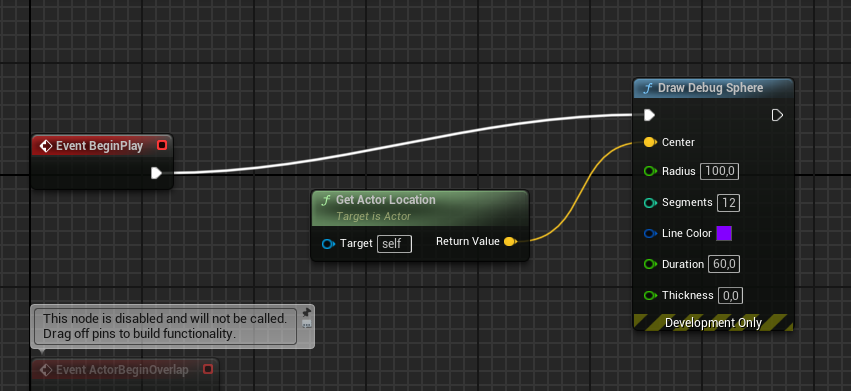 Draw Debug Sphere
Event BeginPlay
Center
Radius 100,0
Get Actor Location
Target is Actor
Segments 12
Target self Return Value
Line Color
Duration 60,0
Thickness 0,0
This node is disabled and will not be called.
Drag off pins to build functionality.
Development Only
Event ActorBeginOverlap